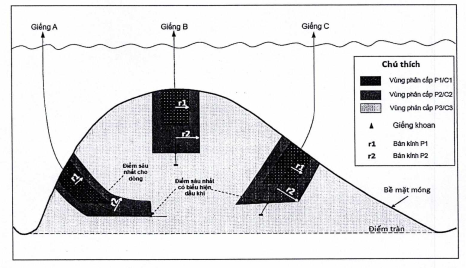 Giếng A
Giếng B
Giếng C
Chú thích
Vùng phân cấp P1/C1
Vùng phân cấp P2/C2
Vùng phân cấp P3/C3
Giếng khoan
r1 Bán kính P1
r2 Bán kính P2
r1
r2
Điểm sâu
nhất cho
dòng
r1
r2
Điểm sâu nhất
có biểu hiện
dầu khí
r1
r2
Bề mặt móng
Điểm tràn